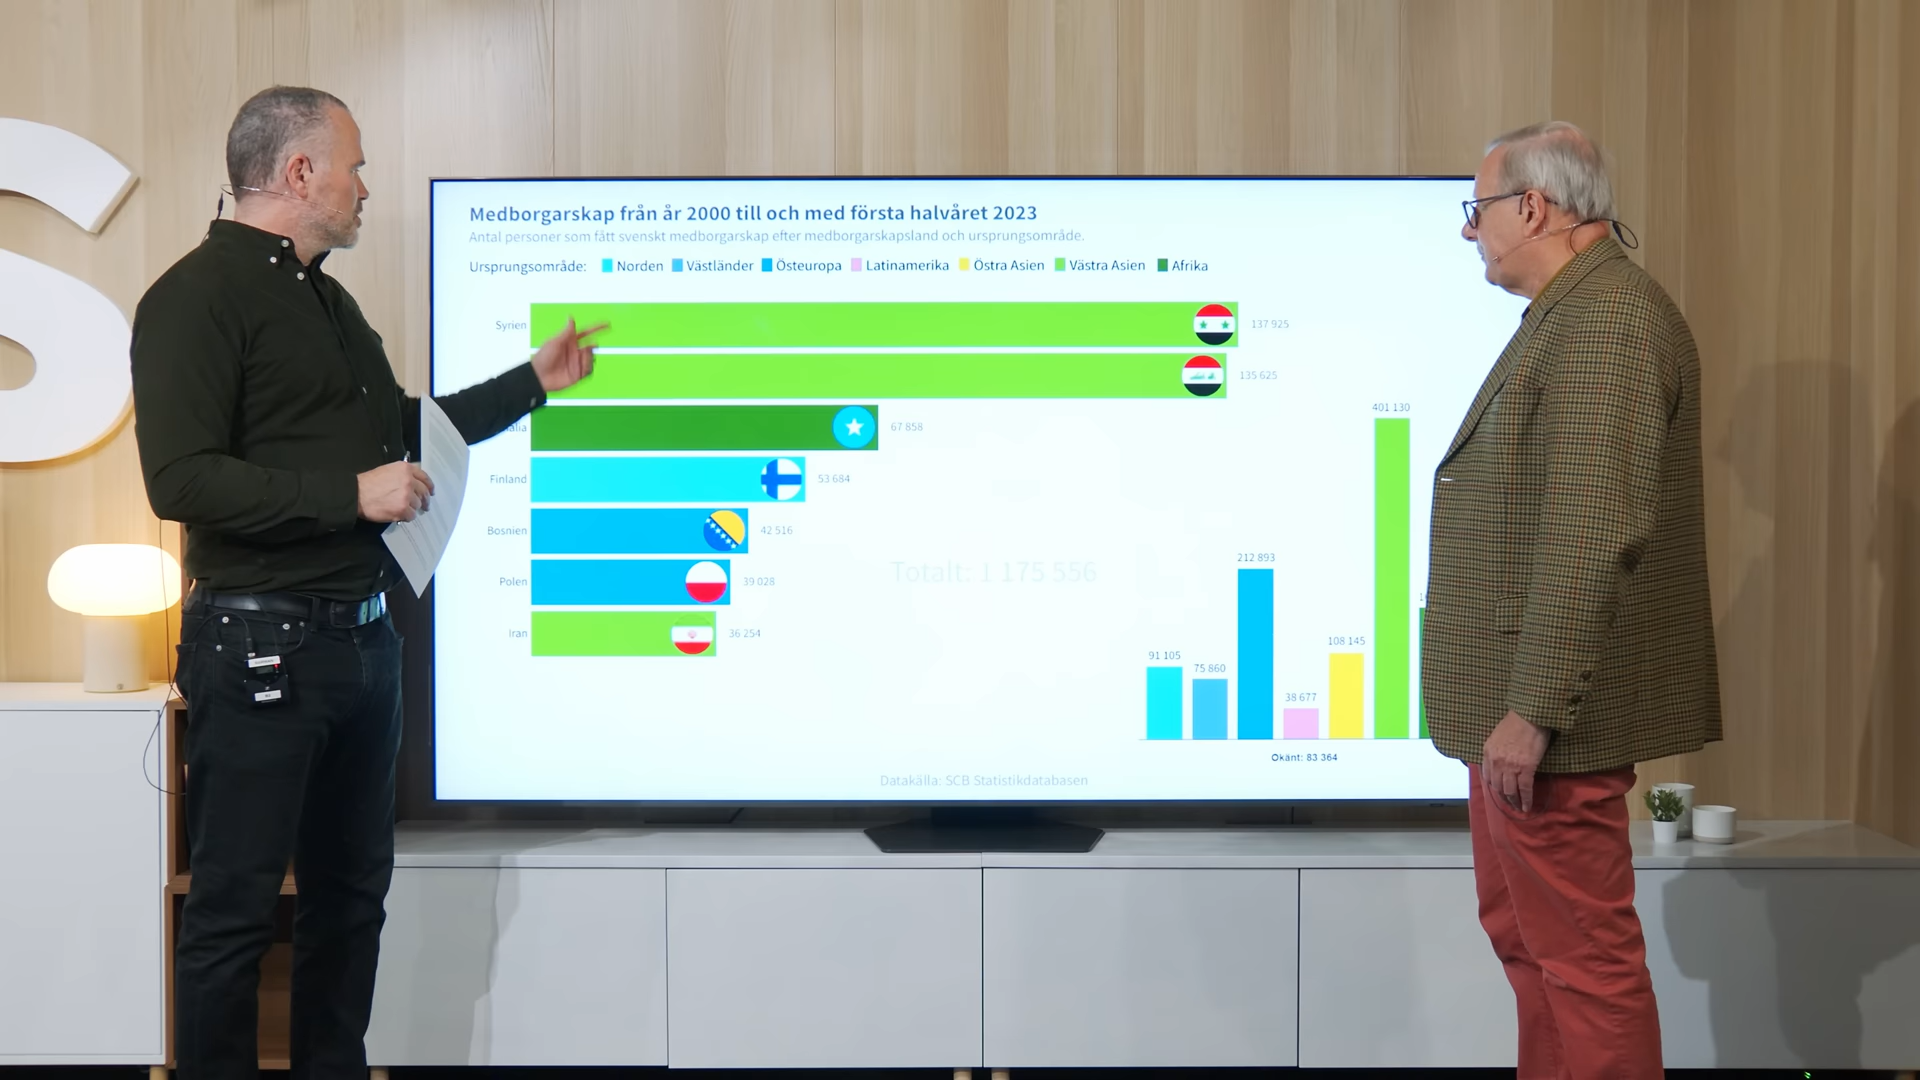 Medborgarskap från år 2000 till och med första halvåret 2023
Antal personer som fått svenskt medborgarskap efter medborgarskapsland och ursprungsområde.
Ursprungsområde: Norden Västländer Östeuropa Latinamerika Östra Asien Västra Asien Afrika
Syrien 137 925
135 625
67 858
Finland 53 684
Bosnien 42 516
Polen 39 028
Iran 36 254
Totalt: 1 175 556
91 105
75 860
212 893
38 677
108 145
401 130
Okänt: 83 364
Datakälla: SCB Statistikdatabasen